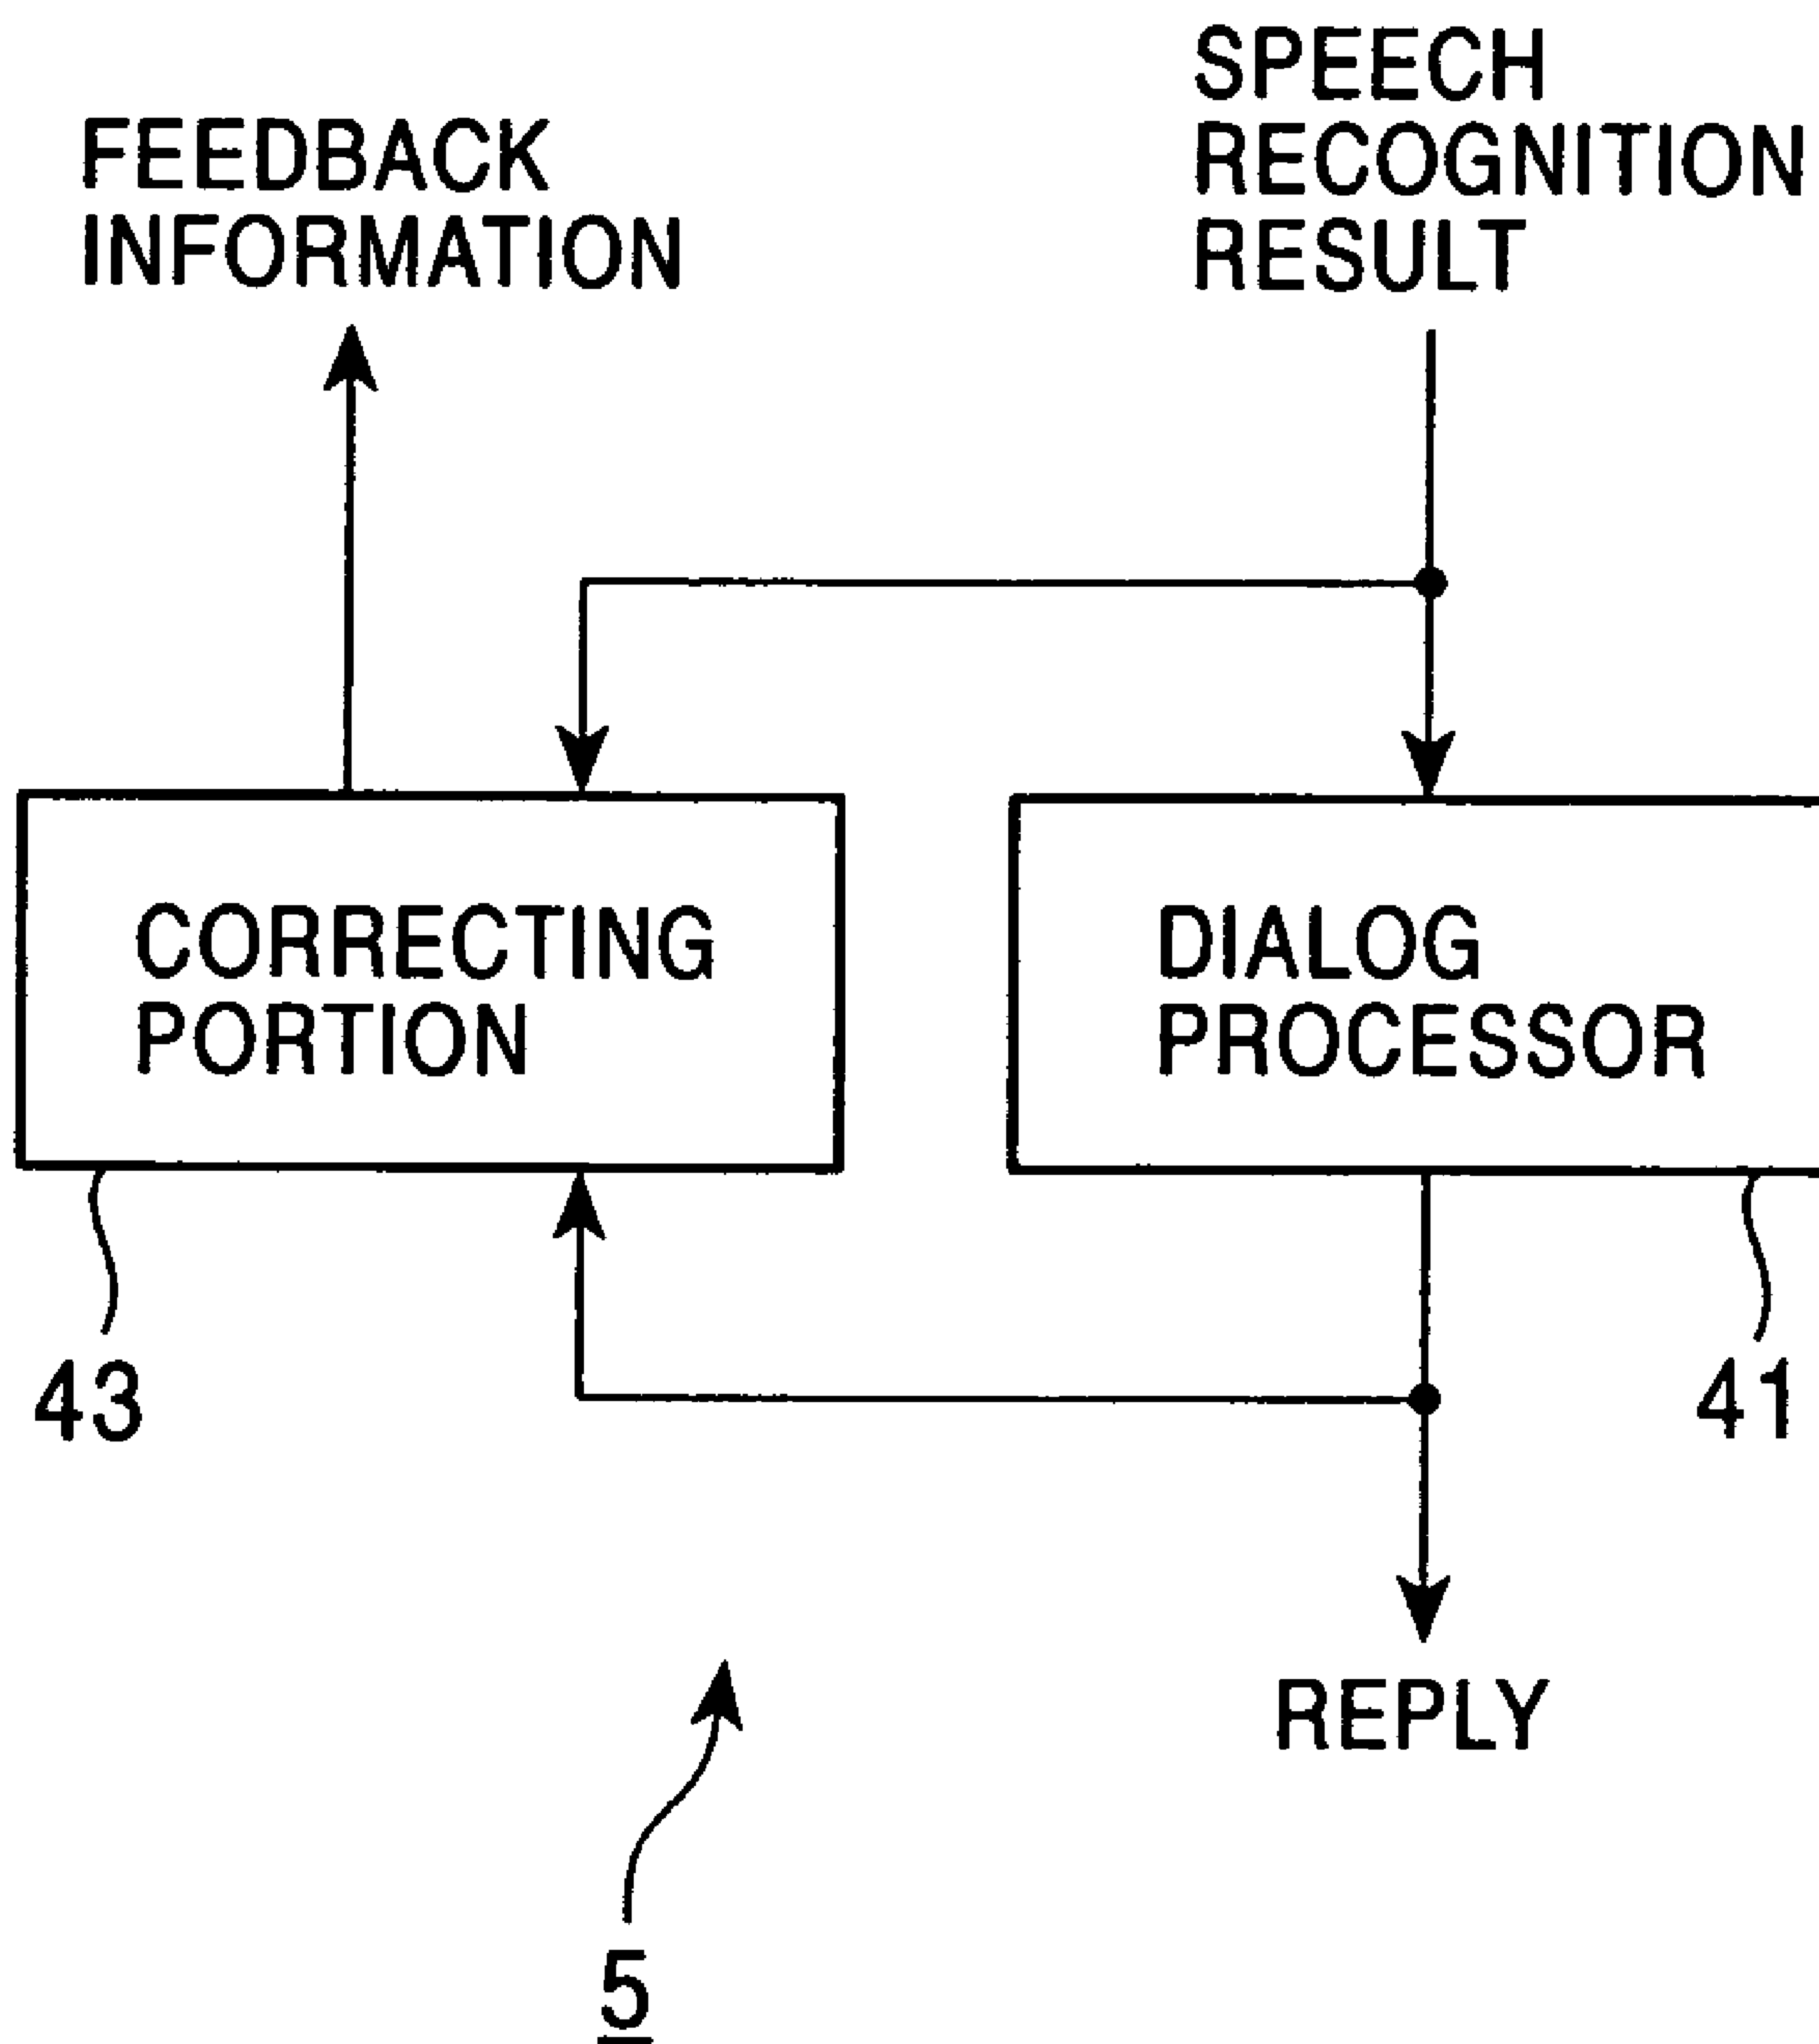 SPEECH
RECOGNITION
RESULT
FEEDBACK
INFORMATION
CORRECTING
PORTION
DIALOG
PROCESSOR
43
41
REPLY
5